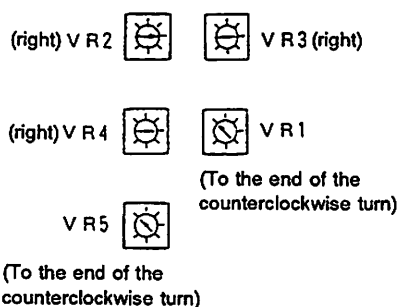 (right) V R 2
V R 3 (right)
(right) V R 4
V R 1
(To the end of the
counterclockwise turn)
V R 5
(To the end of the
counterclockwise turn)